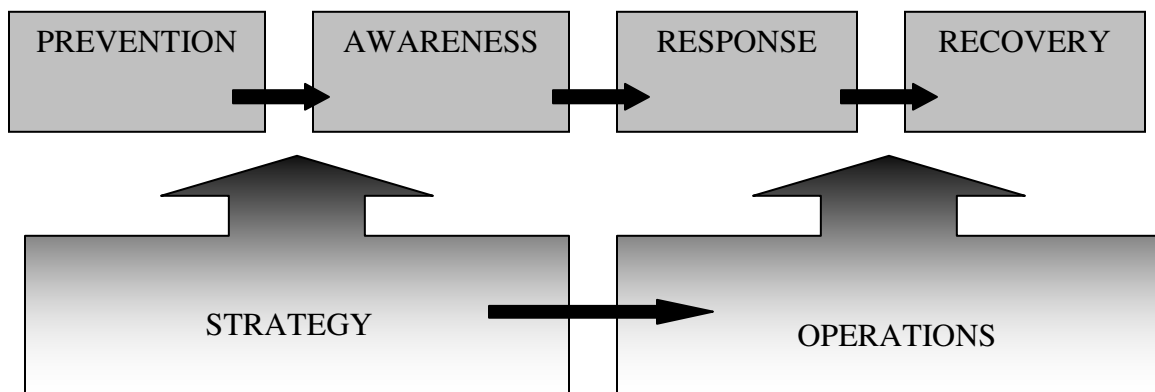 PREVENTION
AWARENESS
RESPONSE
RECOVERY
STRATEGY
OPERATIONS